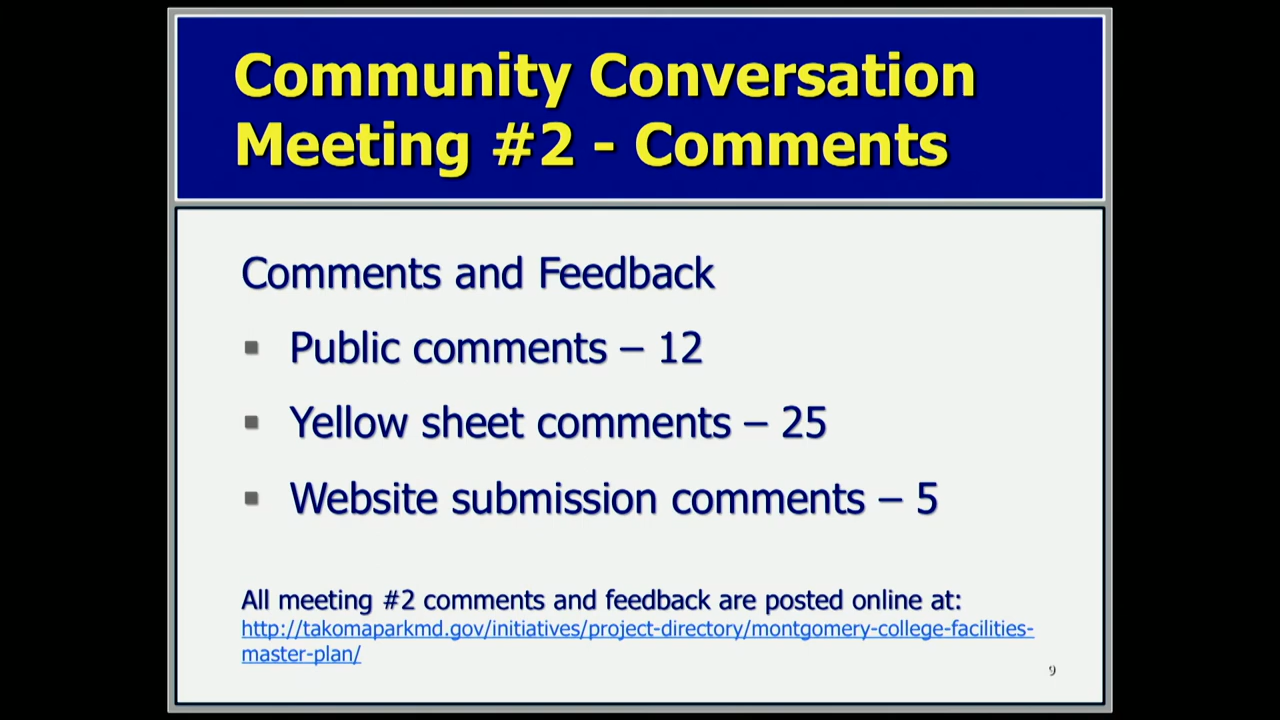 Community Conversation
Meeting #2 - Comments
Comments and Feedback
▪ Public comments – 12
▪ Yellow sheet comments – 25
▪ Website submission comments – 5
All meeting #2 comments and feedback are posted online at:
http://takomaparkmd.gov/initiatives/project-directory/montgomery-college-facilities-
master-plan/
9